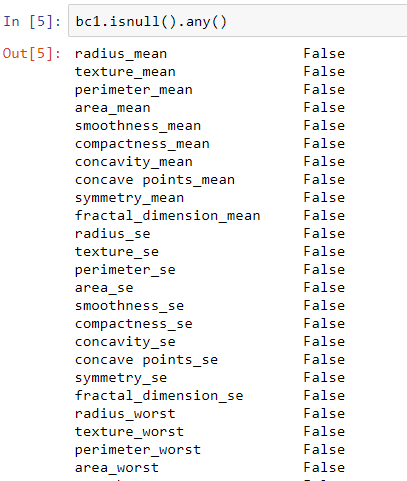 In [5]: bc1.isnull().any()
Out[5]: radius_mean False
texture_mean False
perimeter_mean False
area_mean False
smoothness_mean False
compactness_mean False
concavity_mean False
concave points_mean False
symmetry_mean False
fractal_dimension_mean False
radius_se False
texture_se False
perimeter_se False
area_se False
smoothness_se False
compactness_se False
concavity_se False
concave points_se False
symmetry_se False
fractal_dimension_se False
radius_worst False
texture_worst False
perimeter_worst False
area_worst False